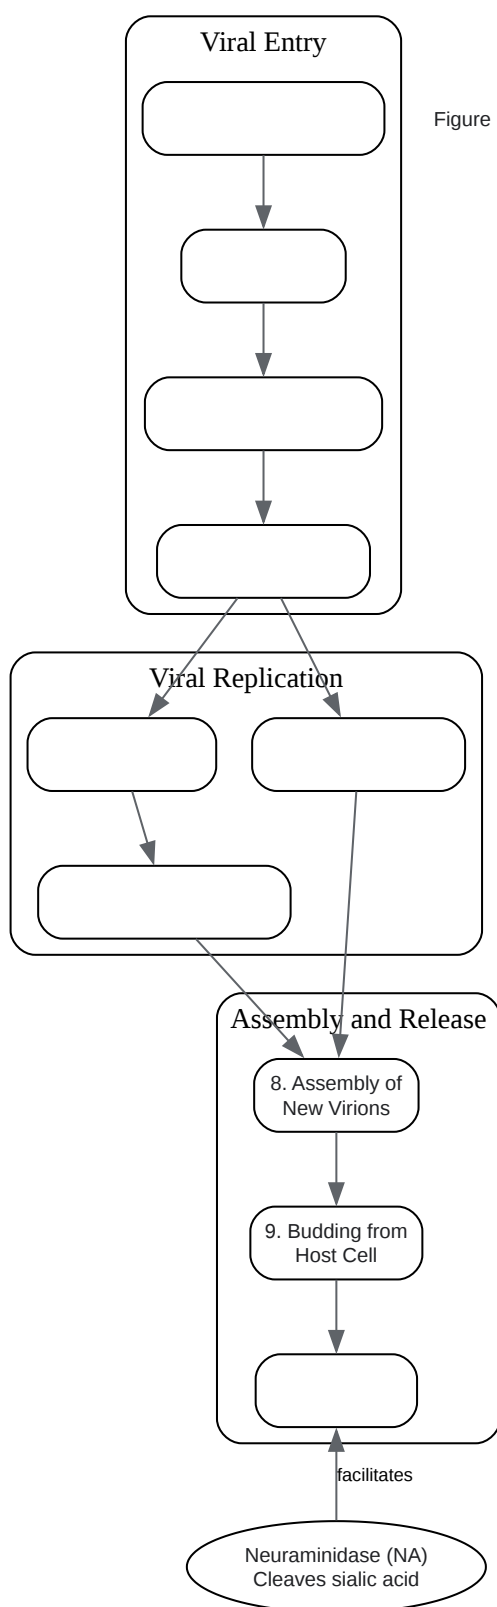 Viral Entry
Figure
Viral Replication
Assembly and Release
8. Assembly of
New Virions
9. Budding from
Host Cell
facilitates
Neuraminidase (NA)
Cleaves sialic acid